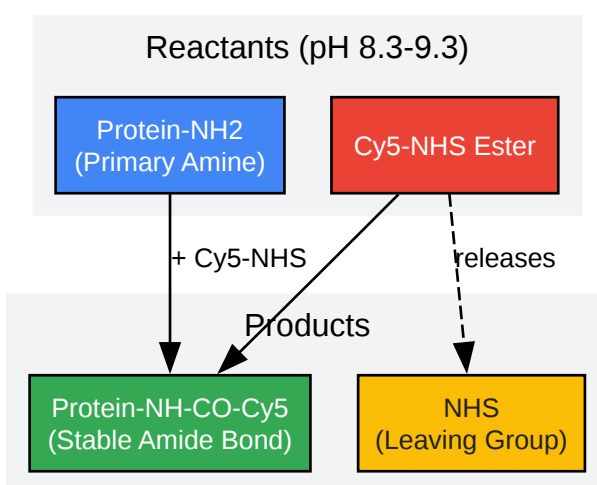 Reactants (pH 8.3-9.3)
Protein-NH2
(Primary Amine)
Cy5-NHS Ester
+ Cy5-NHS
releases
Products
Protein-NH-CO-Cy5
(Stable Amide Bond)
NHS
(Leaving Group)